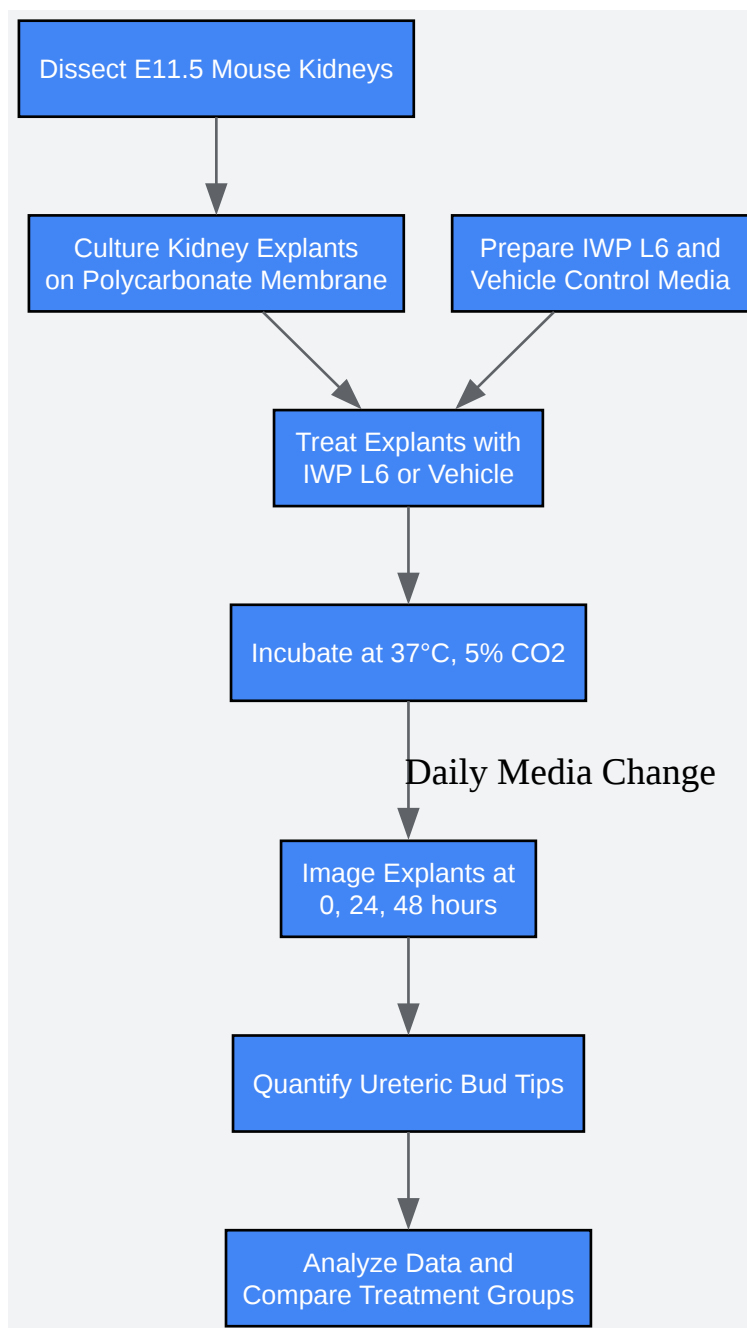 Dissect E11.5 Mouse Kidneys
Culture Kidney Explants
on Polycarbonate Membrane
Prepare IWP L6 and
Vehicle Control Media
Treat Explants with
IWP L6 or Vehicle
Incubate at 37°C, 5% CO2
Daily Media Change
Image Explants at
0, 24, 48 hours
Quantify Ureteric Bud Tips
Analyze Data and
Compare Treatment Groups